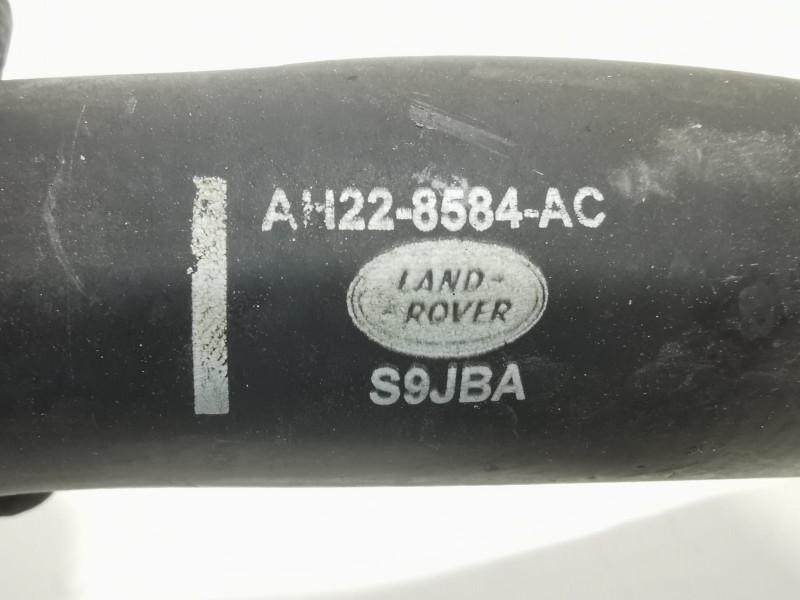 AH22-8584-AC
LAND-
-ROVER
S9JBA